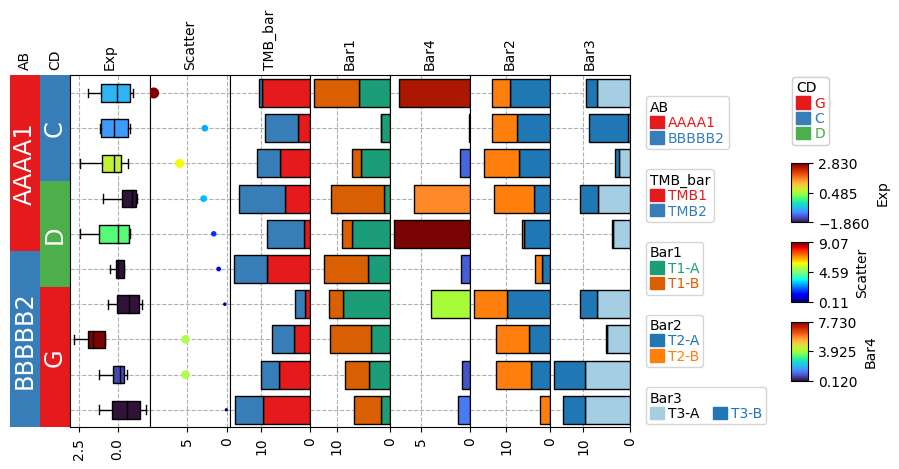 AB
CD
Exp
Scatter
TMB_bar
Bar1
Bar4
Bar2
Bar3
AAAA1
BBBBB2
C
D
G
2.5
0.0
5
0
10
0
10
0
5
0
10
0
10
0
AB
AAAA1
BBBBB2
TMB_bar
TMB1
TMB2
Bar1
T1-A
T1-B
Bar2
T2-A
T2-B
Bar3
T3-A T3-B
CD
G
C
D
2.830
0.485
−1.860
Exp
9.07
4.59
0.11
Scatter
7.730
3.925
0.120
Bar4